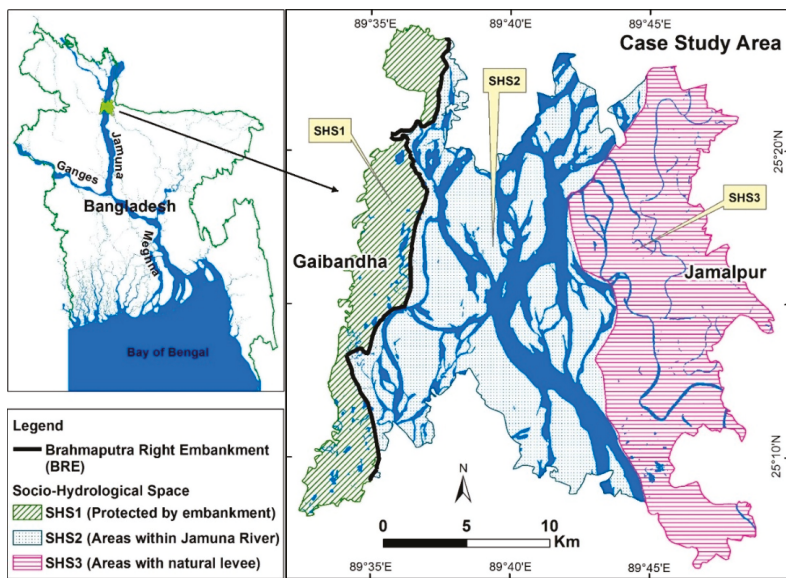 Jamuna
Ganges
Bangladesh
Meghna
Bay of Bengal
Legend
Brahmaputra Right Embankment
(BRE)
Socio-Hydrological Space
SHS1 (Protected by embankment)
SHS2 (Areas within Jamuna River)
SHS3 (Areas with natural levee)
89°35'
89°40'
89°45'
Case Study Area
SHS2
SHS1
25°20'
SHS3
Gaibandha
Jamalpur
25°10'
N
0 5 10
Km
89°35'
89°40'
89°45'